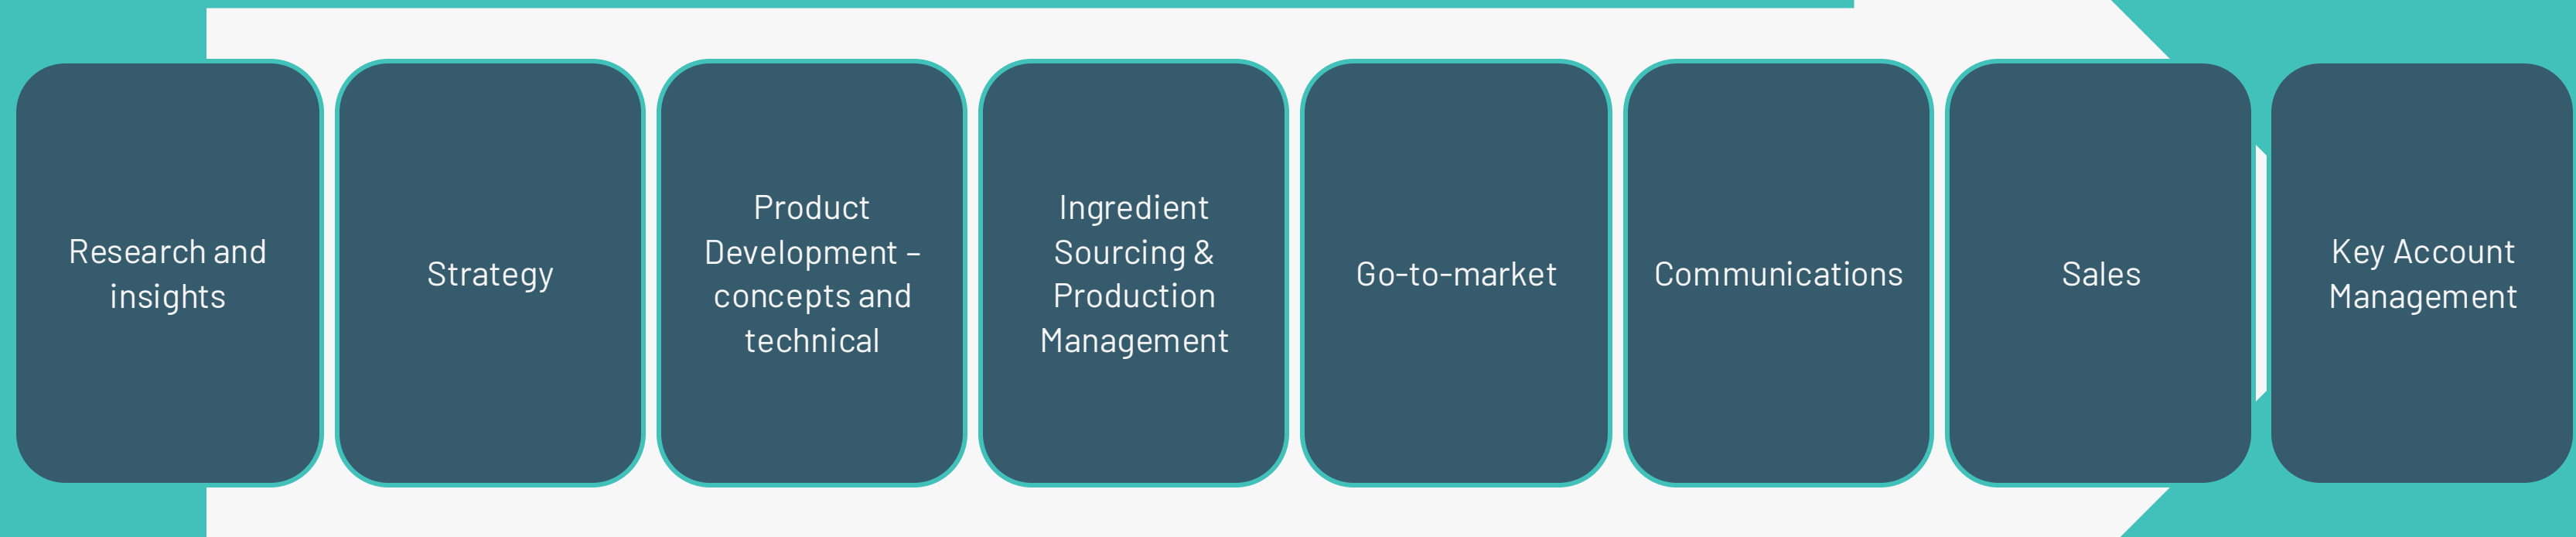 Research and
insights
Strategy
Product
Development –
concepts and
technical
Ingredient
Sourcing &
Production
Management
Go-to-market
Communications
Sales
Key Account
Management